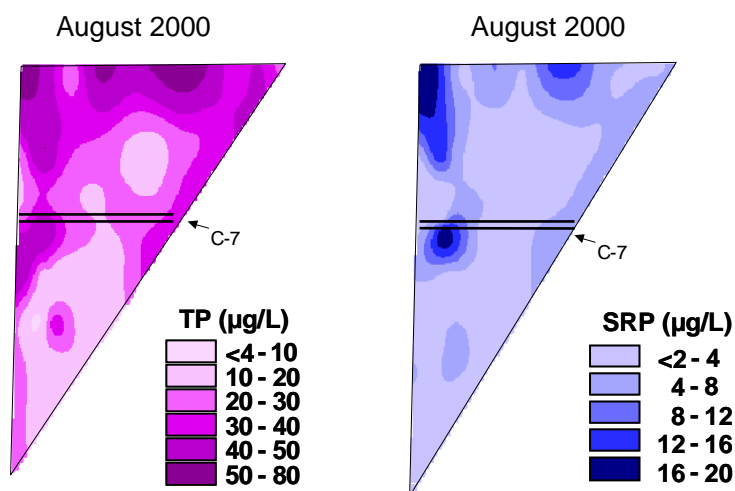 August 2000
C-7
TP (µg/L)
<4 - 10
10 - 20
20 - 30
30 - 40
40 - 50
50 - 80
August 2000
C-7
SRP (µg/L)
<2 - 4
4 - 8
8 - 12
12 - 16
16 - 20